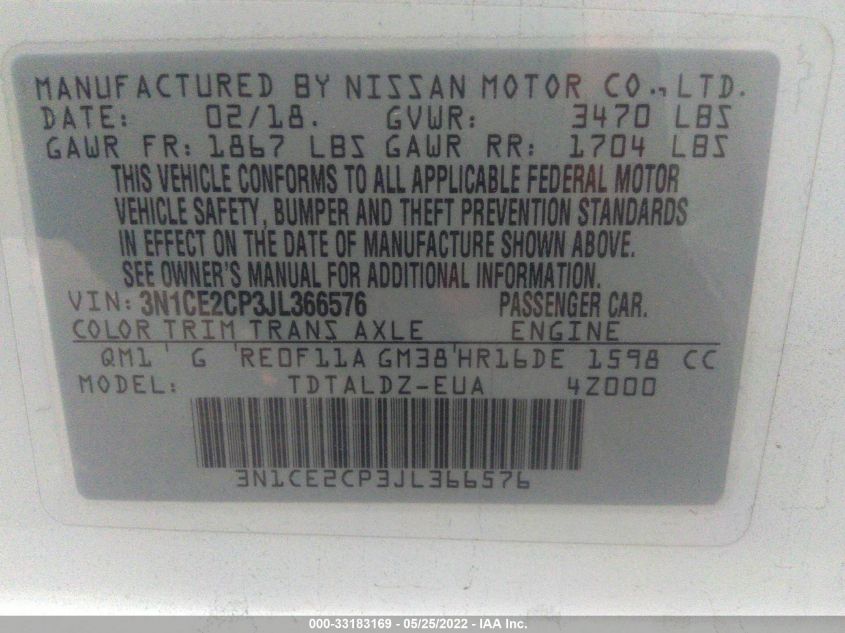 MANUFACTURED BY NISSAN MOTOR CO., LTD.
DATE: 02/18. GVWR: 3470 LBS
GAWR FR: 1867 LBS GAWR RR: 1704 LBS
THIS VEHICLE CONFORMS TO ALL APPLICABLE FEDERAL MOTOR
VEHICLE SAFETY, BUMPER AND THEFT PREVENTION STANDARDS
IN EFFECT ON THE DATE OF MANUFACTURE SHOWN ABOVE.
SEE OWNER'S MANUAL FOR ADDITIONAL INFORMATION.
VIN: 3N1CE2CP3JL366576 PASSENGER CAR.
COLOR TRIM TRANS AXLE ENGINE
QM1 ' G 'RE0F11A GM38'HR16DE 1598 CC
MODEL: TDTALDZ-EUA 4Z000
3N1CE2CP3JL366576
000-33183169 - 05/25/2022 - IAA Inc.